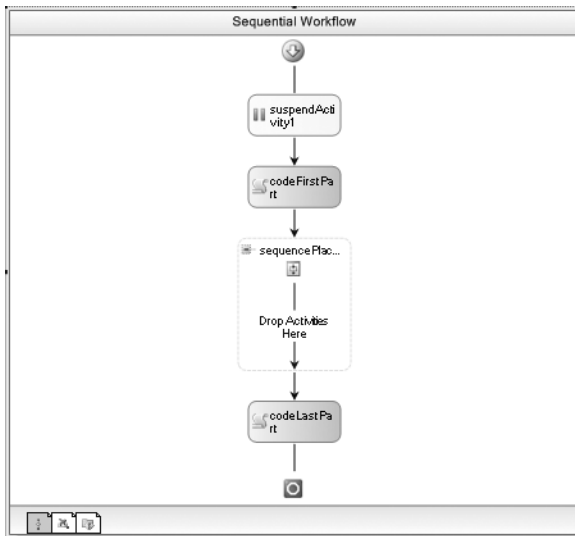 Sequential Workflow
suspendActi
vity1
codeFirstPa
rt
sequencePlac...
Drop Activities
Here
codeLastPa
rt